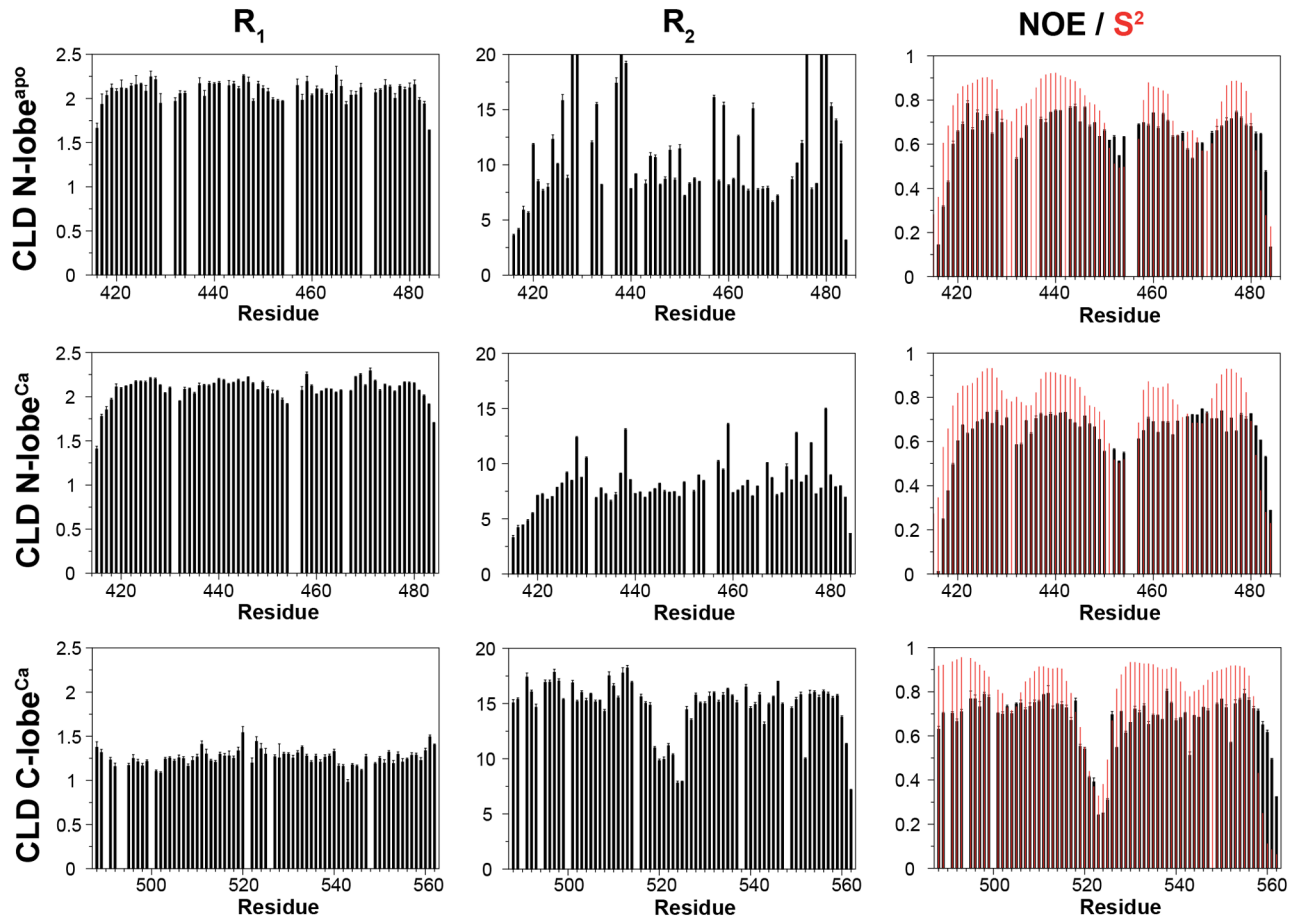 R₁ R₂ NOE / S²
CLD N-lobeᵃᵖᵒ
2.5 20 1
2 15 0.8
1.5 0.6
10
1 0.4
0.5 5 0.2
0 0 0
420 440 460 480 420 440 460 480 420 440 460 480
Residue Residue Residue
CLD N-lobeCa
2.5 20 1
2 15 0.8
1.5 0.6
10
1 0.4
0.5 5 0.2
0 0 0
420 440 460 480 420 440 460 480 420 440 460 480
Residue Residue Residue
CLD C-lobeCa
2.5 20 1
2 15 0.8
1.5 0.6
10
1 0.4
0.5 5 0.2
0 0 0
500 520 540 560 500 520 540 560 500 520 540 560
Residue Residue Residue